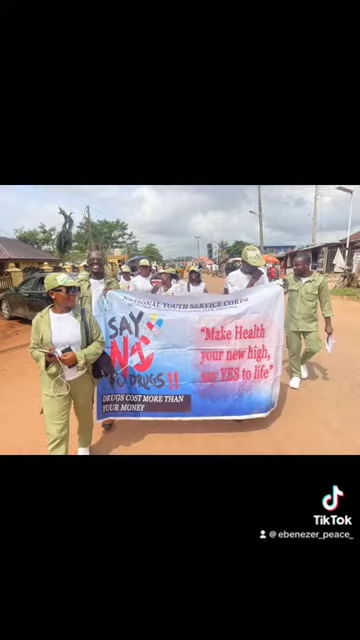 NATIONAL YOUTH SERVICE CORPS
SAY
NO
TO DRUGS!!
DRUGS COST MORE THAN
YOUR MONEY
"Make Health
your new high,
say YES to life"
TikTok
@ebenezer_peace_